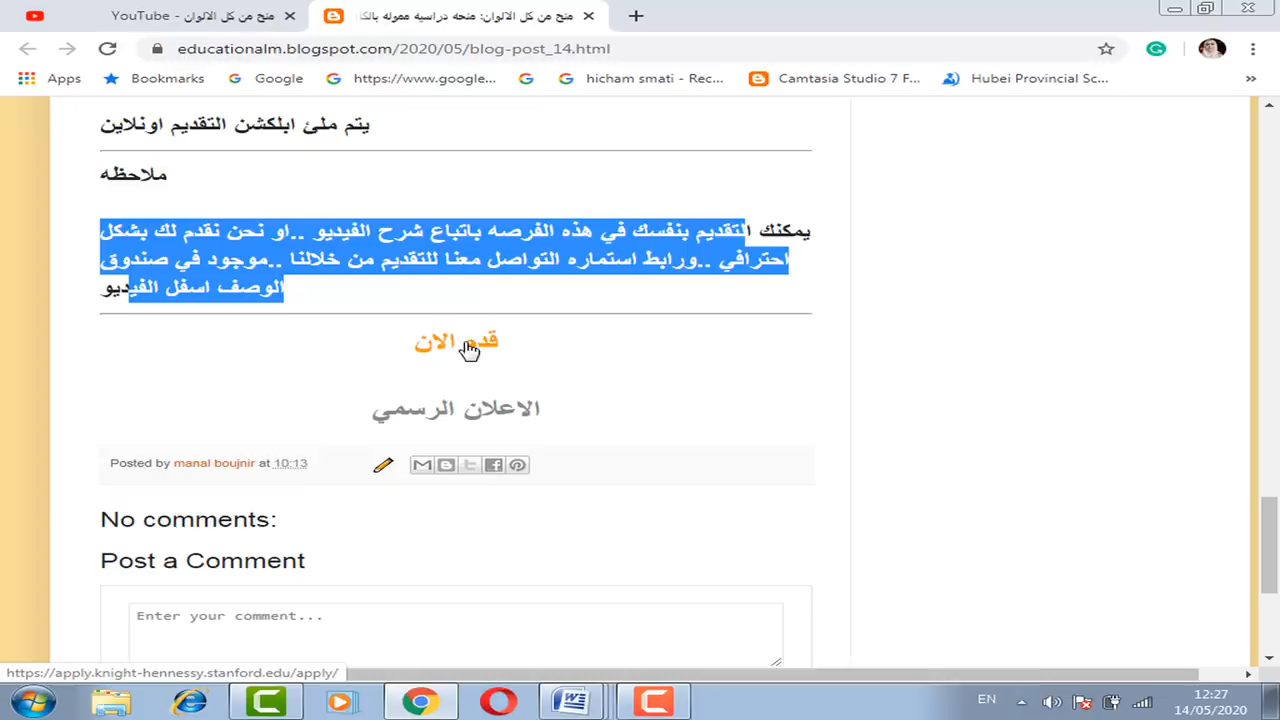 منح من كل الالوان - YouTube
منح من كل الالوان: منحه دراسيه مموله بالكا
educationalm.blogspot.com/2020/05/blog-post_14.html
Apps
Bookmarks
Google
https://www.google...
hicham smati - Rec...
Camtasia Studio 7 F...
Hubei Provincial Sc...
»
يتم ملئ ابلكشن التقديم اونلاين
ملاحظه
يمكنك التقديم بنفسك في هذه الفرصه باتباع شرح الفيديو ..او نحن نقدم لك بشكل
احترافي ..ورابط استماره التواصل معنا للتقديم من خلالنا ..موجود في صندوق
الوصف اسفل الفيديو
قدم الان
الاعلان الرسمي
Posted by manal boujnir at 10:13
No comments:
Post a Comment
Enter your comment...
https://apply.knight-hennessy.stanford.edu/apply/
EN
12:27
14/05/2020